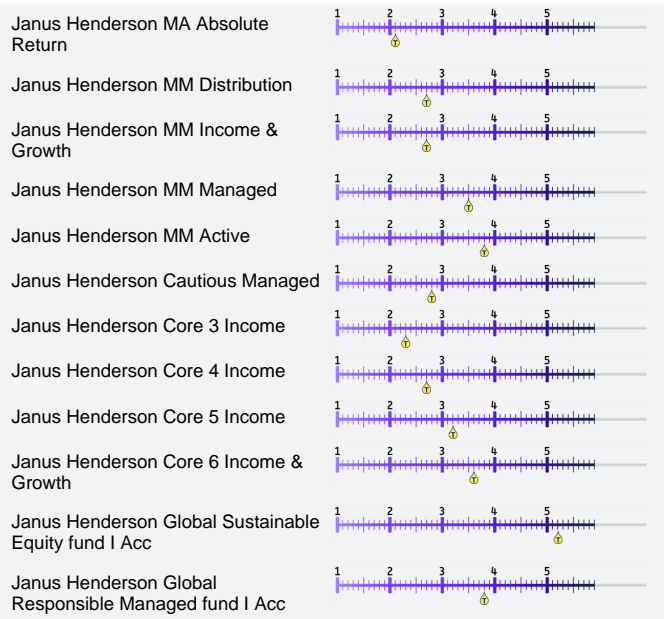 Janus Henderson MA Absolute
Return
1 2 3 4 5
T
Janus Henderson MM Distribution
1 2 3 4 5
T
Janus Henderson MM Income &
Growth
1 2 3 4 5
T
Janus Henderson MM Managed
1 2 3 4 5
T
Janus Henderson MM Active
1 2 3 4 5
T
Janus Henderson Cautious Managed
1 2 3 4 5
T
Janus Henderson Core 3 Income
1 2 3 4 5
T
Janus Henderson Core 4 Income
1 2 3 4 5
T
Janus Henderson Core 5 Income
1 2 3 4 5
T
Janus Henderson Core 6 Income &
Growth
1 2 3 4 5
T
Janus Henderson Global Sustainable
Equity fund I Acc
1 2 3 4 5
T
Janus Henderson Global
Responsible Managed fund I Acc
1 2 3 4 5
T